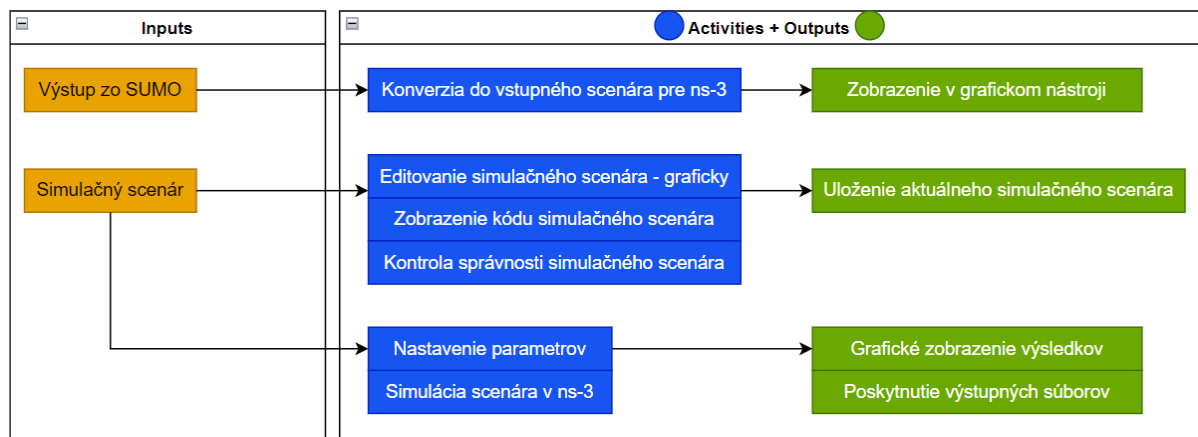 Inputs
Activities + Outputs
Výstup zo SUMO
Konverzia do vstupného scenára pre ns-3
Zobrazenie v grafickom nástroji
Simulačný scenár
Editovanie simulačného scenára - graficky
Zobrazenie kódu simulačného scenára
Kontrola správnosti simulačného scenára
Uloženie aktuálneho simulačného scenára
Nastavenie parametrov
Simulácia scenára v ns-3
Grafické zobrazenie výsledkov
Poskytnutie výstupných súborov